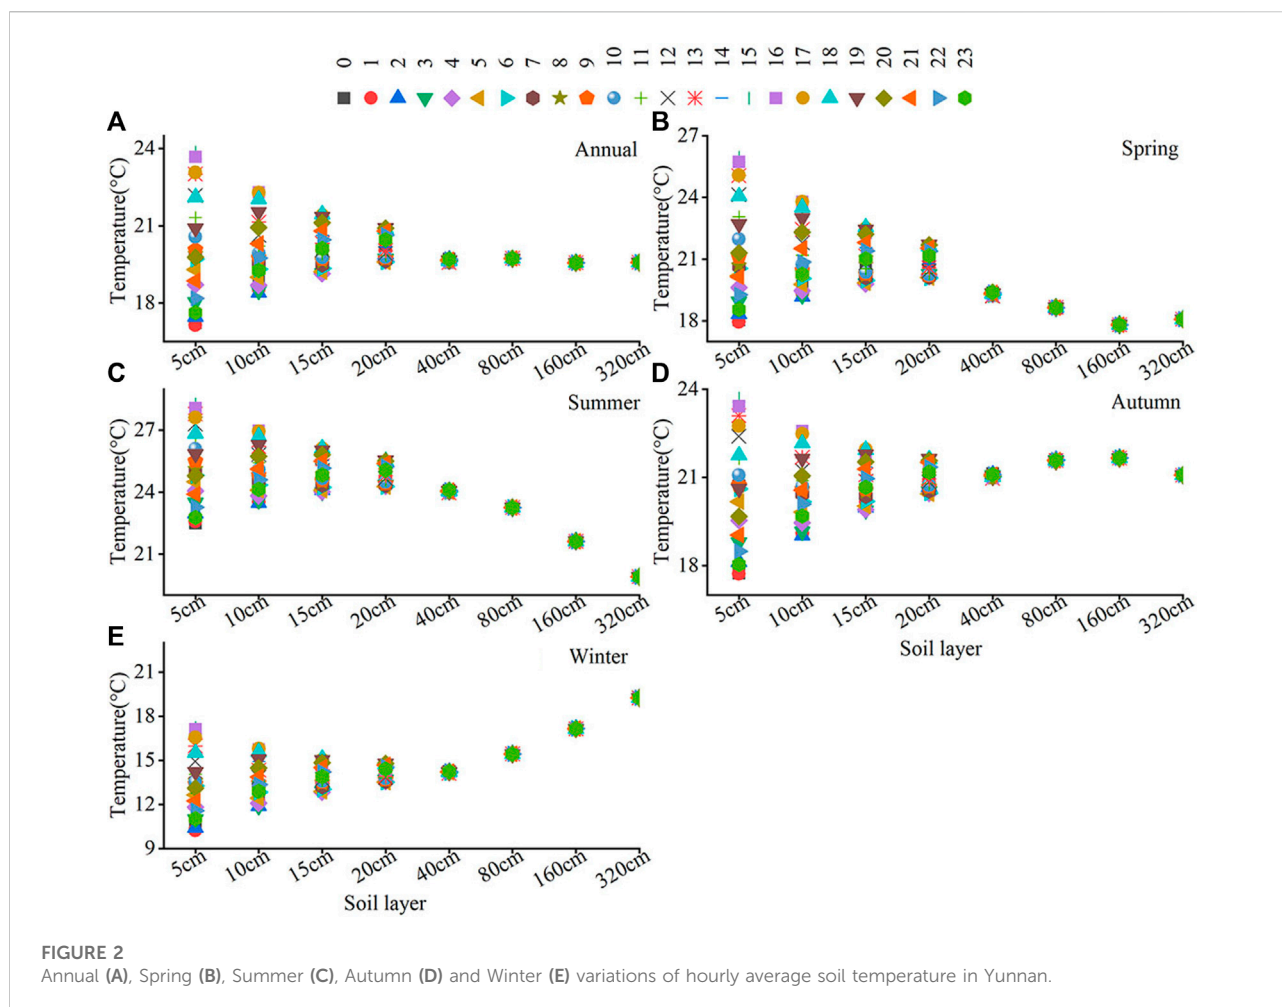 0 1 2 3 4 5 6 7 8 9 10 11 12 13 14 15 16 17 18 19 20 21 22 23
A
Annual
Temperature(°C)
24
21
18
5cm 10cm 15cm 20cm 40cm 80cm 160cm 320cm
B
Spring
Temperature(°C)
27
24
21
18
5cm 10cm 15cm 20cm 40cm 80cm 160cm 320cm
C
Summer
Temperature(°C)
27
24
21
5cm 10cm 15cm 20cm 40cm 80cm 160cm 320cm
D
Autumn
Temperature(°C)
24
21
18
5cm 10cm 15cm 20cm 40cm 80cm 160cm 320cm
Soil layer
E
Winter
Temperature(°C)
21
18
15
12
9
5cm 10cm 15cm 20cm 40cm 80cm 160cm 320cm
Soil layer
FIGURE 2
Annual (A), Spring (B), Summer (C), Autumn (D) and Winter (E) variations of hourly average soil temperature in Yunnan.